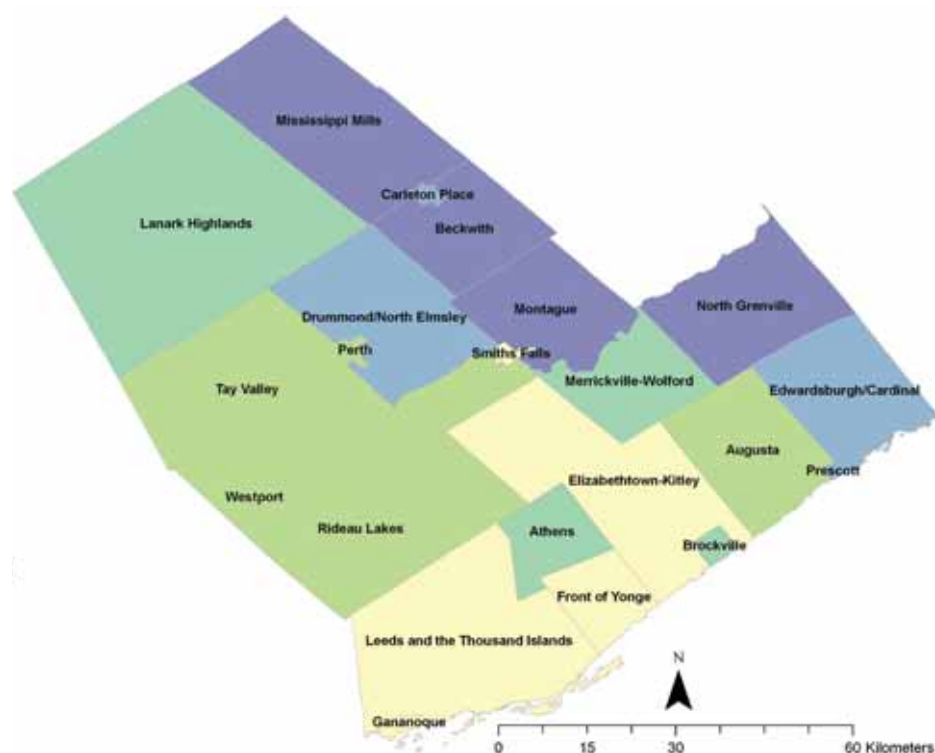 Mississippi Mills
Carleton Place
Lanark Highlands
Beckwith
Drummond/North Elmsley
Montague
North Grenville
Perth
Smiths Falls
Tay Valley
Merrickville-Wolford
Edwardsburgh/Cardinal
Augusta
Prescott
Westport
Elizabethtown-Kitley
Rideau Lakes
Athens
Brockville
Front of Yonge
Leeds and the Thousand Islands
Gananoque
N
0 15 30 60 Kilometers